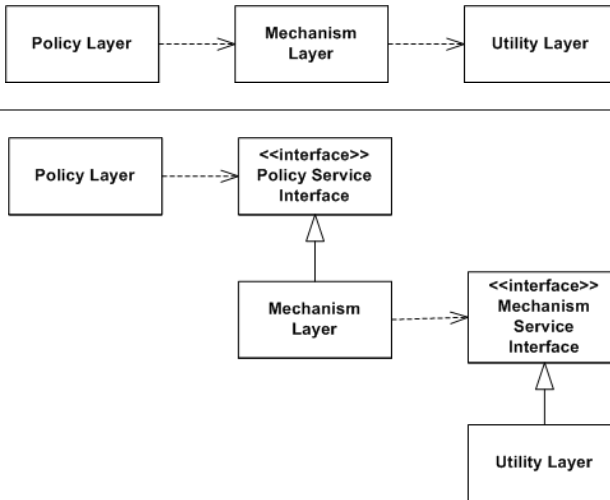 Policy Layer
Mechanism
Layer
Utility Layer
Policy Layer
<<interface>>
Policy Service
Interface
Mechanism
Layer
<<interface>>
Mechanism
Service
Interface
Utility Layer